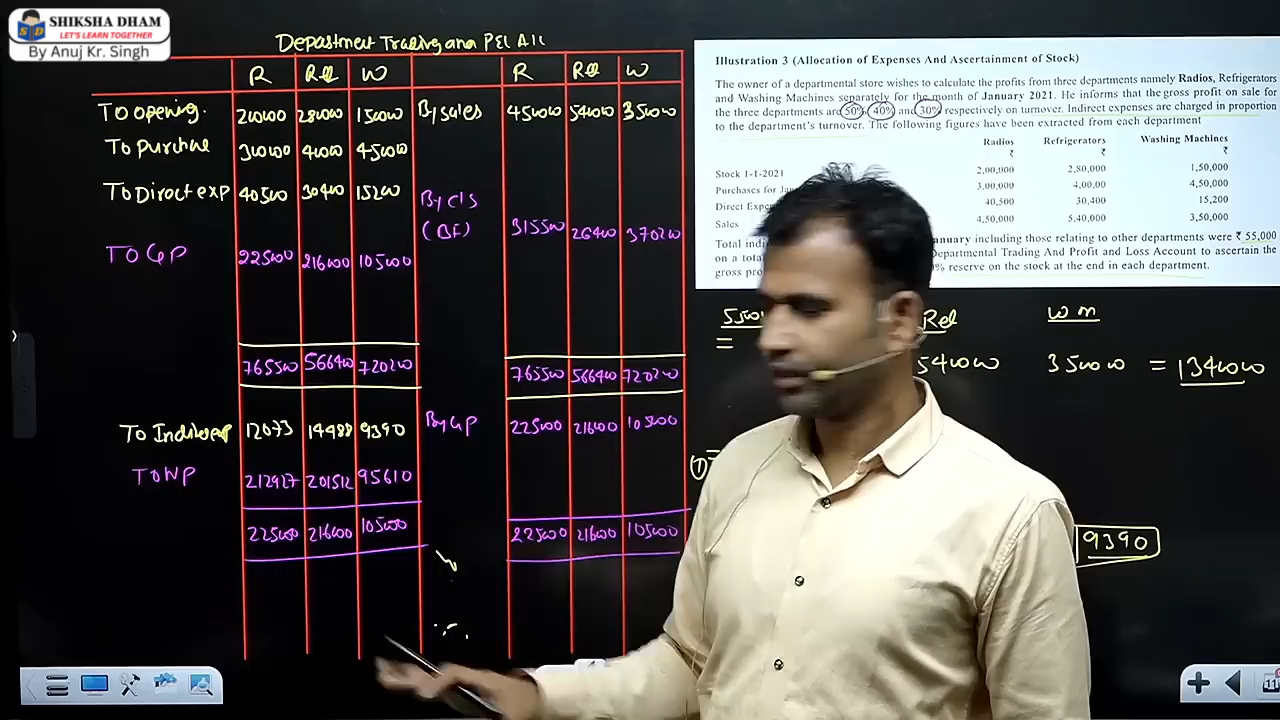 SHIKSHA DHAM
LET'S LEARN TOGETHER
By Anuj Kr. Singh
Department Trading and P&L A/c
R Ref W R Ref W
To opening. 200000 280000 150000 By sales 450000 540000 350000
To purchase 300000 40000 450000
To Direct exp 40500 30400 15200 By C/S
(BF) 315500 26400 370200
To GP 225000 216000 105000
765500 566400 720200 765500 566400 720200
To Indirect exp 12073 14488 9390 By GP 225000 216000 105000
To NP 212927 201512 95610
225000 216000 105000 225000 216000 105000
Illustration 3 (Allocation of Expenses And Ascertainment of Stock)
The owner of a departmental store wishes to calculate the profits from three departments namely Radios, Refrigerators
and Washing Machines separately for the month of January 2021. He informs that the gross profit on sale for
the three departments are 50%, 40% and 30% respectively on turnover. Indirect expenses are charged in proportion
to the department's turnover. The following figures have been extracted from each department
Radios Refrigerators Washing Machines
₹ ₹ ₹
Stock 1-1-2021 2,00,000 2,80,000 1,50,000
Purchases for Jan 3,00,000 4,00,00 4,50,000
Direct Expe 40,500 30,400 15,200
Sales 4,50,000 5,40,000 3,50,000
Total indi anuary including those relating to other departments were ₹ 55,000
on a tota Departmental Trading And Profit and Loss Account to ascertain the
gross pro % reserve on the stock at the end in each department.
Ref W m
=
540000 350000 = 1340000
①
9390
11